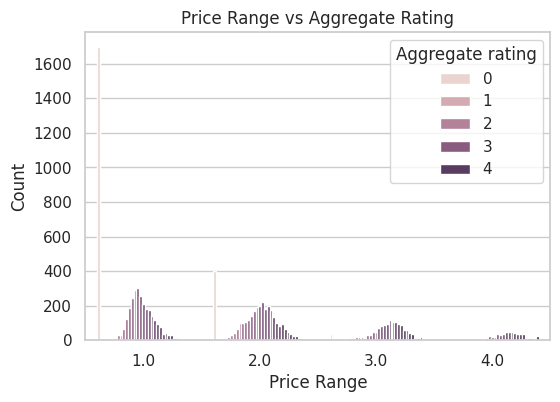 Price Range vs Aggregate Rating
Aggregate rating
0
1
2
3
4
Count
1600
1400
1200
1000
800
600
400
200
0
1.0 2.0 3.0 4.0
Price Range